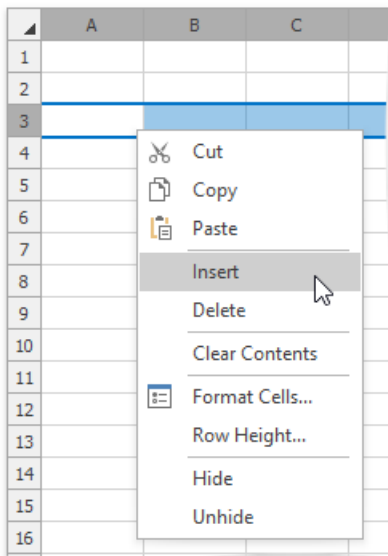 A B C
1
2
3
4
5
6
7
8
9
10
11
12
13
14
15
16
Cut
Copy
Paste
Insert
Delete
Clear Contents
Format Cells...
Row Height...
Hide
Unhide